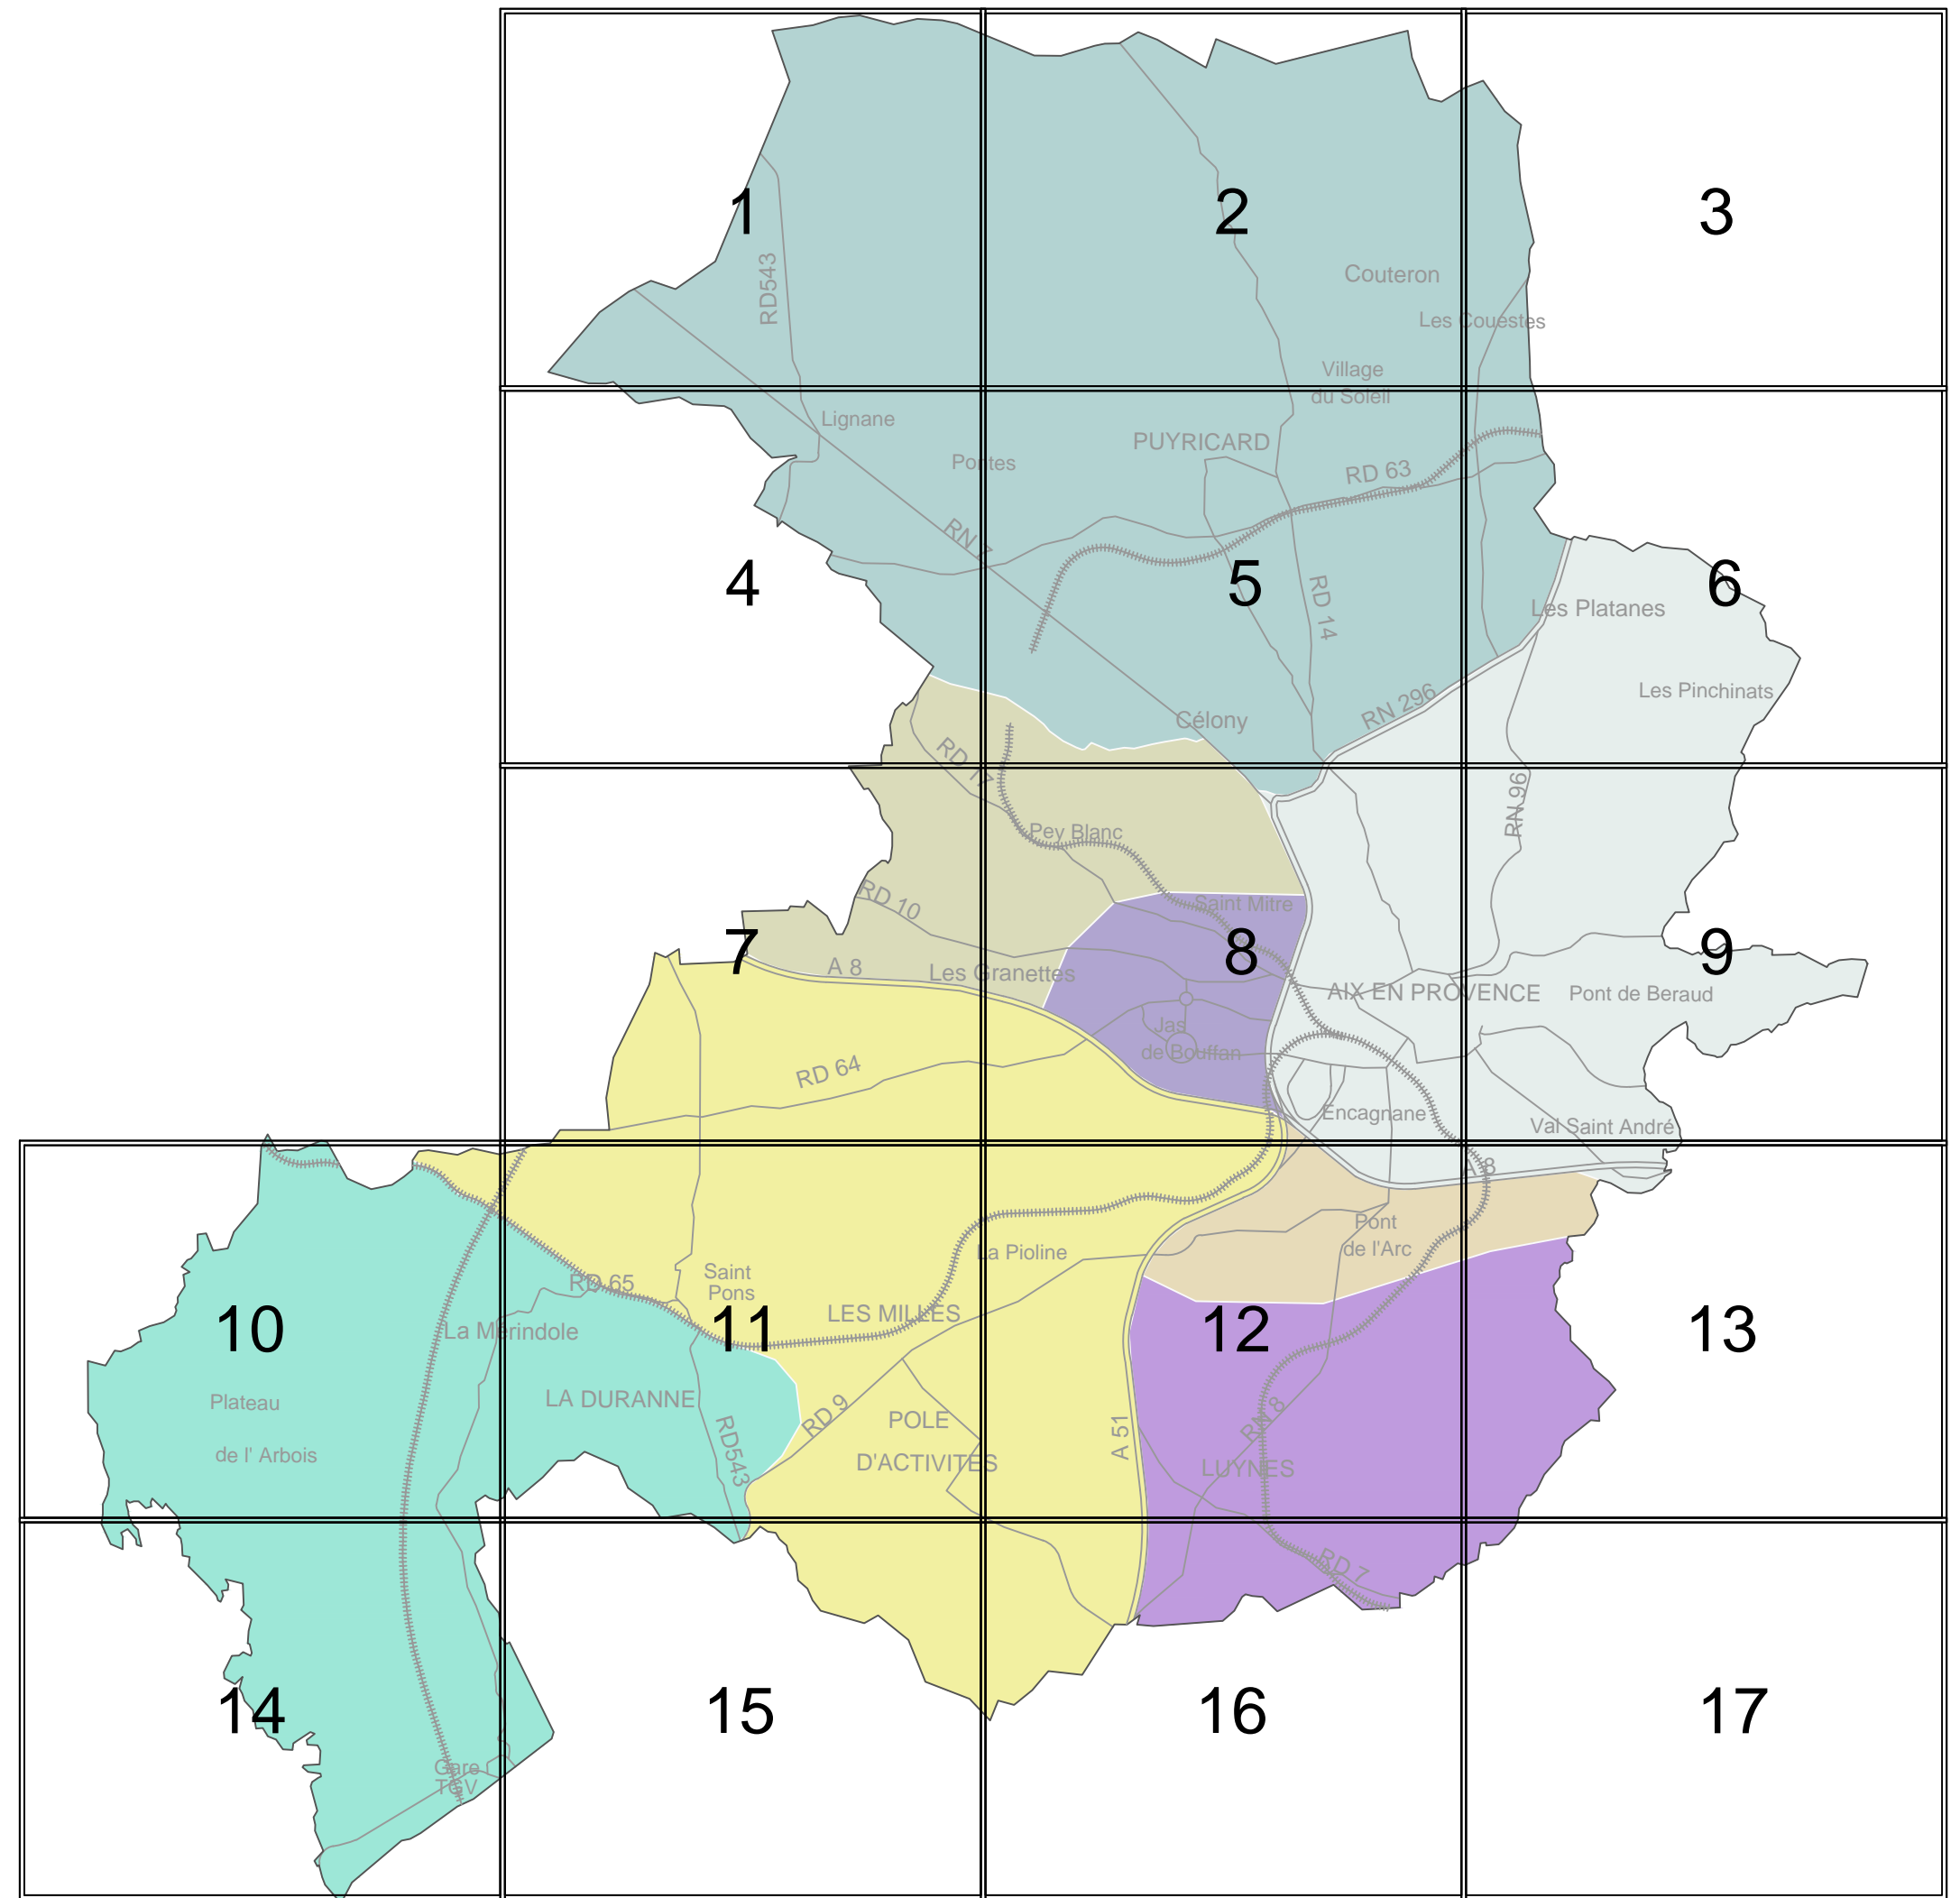 1
2
3
RD543
Couteron
Les Couestes
Village
du Soleil
Lignane
PUYRICARD
Pontes
RD 63
RN 7
4
5
6
RD 14
Les Platanes
Les Pinchinats
RN 296
Célony
RD 17
RN 96
Pey Blanc
RD 10
Saint Mitre
7
8
9
A 8
Les Granettes
AIX EN PROVENCE
Pont de Beraud
Jas
de Bouffan
RD 64
Encagnane
Val Saint André
A 8
Pont
de l'Arc
La Pioline
Saint
Pons
RD 65
LES MILLES
10
La Mérindole
11
12
13
Plateau
de l' Arbois
LA DURANNE
RD543
RD 9
POLE
D'ACTIVITES
A 51
RN 8
LUYNES
RD 7
14
15
16
17
Gare
TGV